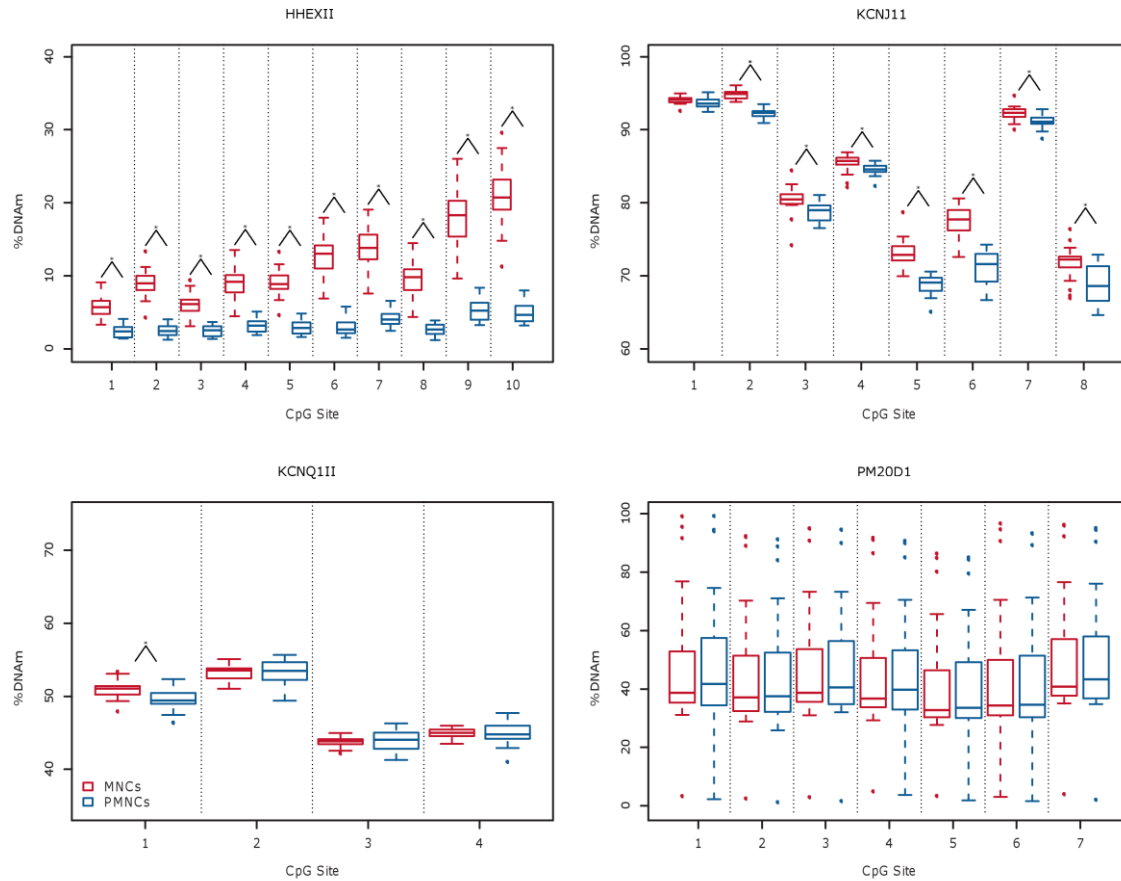 HHEXII
KCNJ11
40
30
20
10
0
%DNAm
* * * * * * * * * *
1 2 3 4 5 6 7 8 9 10
CpG Site
100
90
80
70
60
%DNAm
* * * * * * *
1 2 3 4 5 6 7 8
CpG Site
KCNQ1II
PM20D1
70
60
50
40
%DNAm
*
MNCs
PMNCs
1 2 3 4
CpG Site
100
80
60
40
20
0
%DNAm
1 2 3 4 5 6 7
CpG Site